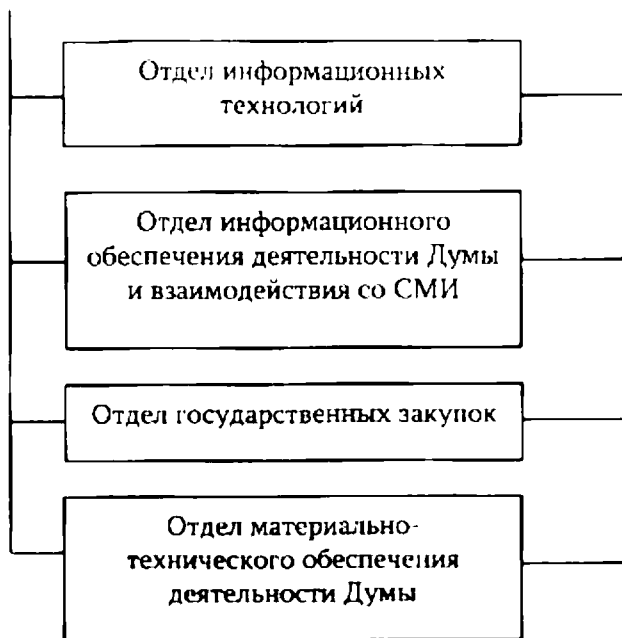 Отдел информационных
технологий
Отдел информационного
обеспечения деятельности Думы
и взаимодействия со СМИ
Отдел государственных закупок
Отдел материально-
технического обеспечения
деятельности Думы